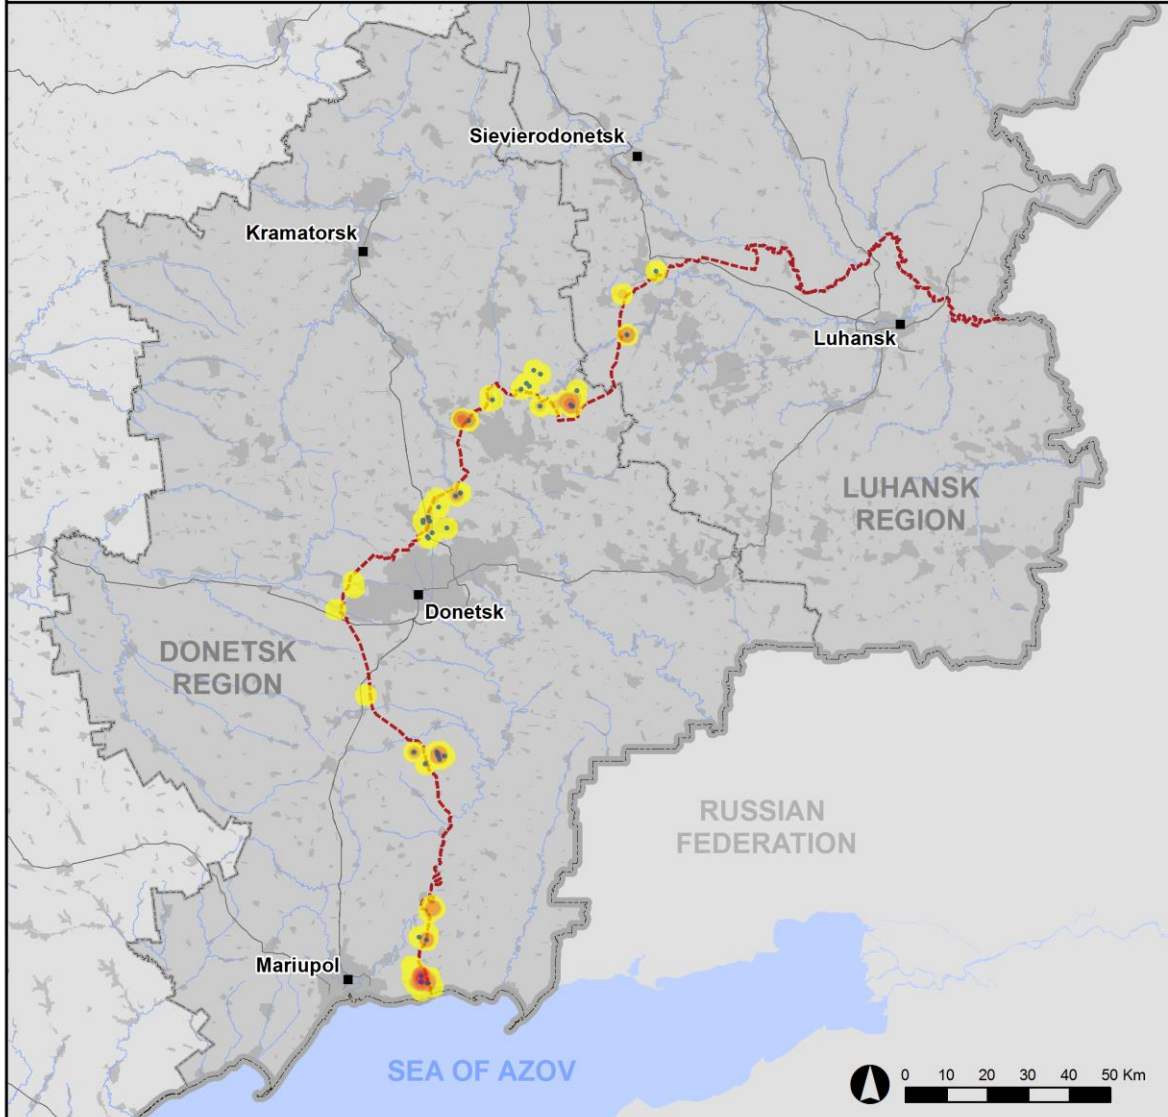 Sievierodonetsk
Kramatorsk
Luhansk
LUHANSK
REGION
Donetsk
DONETSK
REGION
RUSSIAN
FEDERATION
Mariupol
SEA OF AZOV
0 10 20 30 40 50 Km